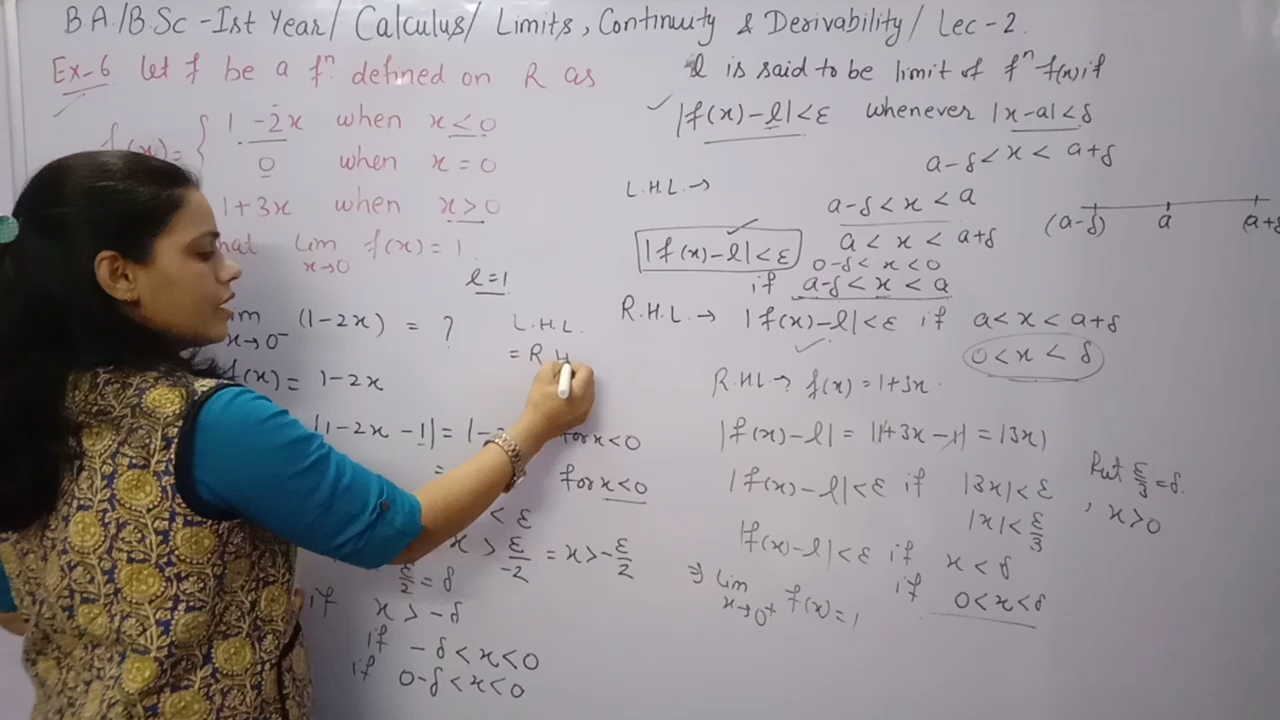 B.A./B.Sc - Ist Year/ Calculus/ Limits, Continuity & Derivability/ Lec-2.
Ex-6 let f be a fⁿ. defined on R as
f(x) = { 1-2x when x<0
0 when x=0
1+3x when x>0
hat lim x→0 f(x) = 1.
l=1
x→0⁻ (1-2x) = ?
L.H.L.
= R H
f(x) = 1-2x
|1-2x-1| = |- for x<0
= for x<0
< ε
x > ε/-2 = x > -ε/2
ε/2 = δ
if x > -δ
if -δ<x<0
if 0-δ<x<0
l is said to be limit of fⁿ f(x) if
|f(x)-l|<ε whenever |x-a|<δ
a-δ<x<a+δ
L.H.L →
a-δ<x<a
(a-δ) a (a+δ
|f(x)-l|<ε
a<x<a+δ
0-δ<x<0
if a-δ<x<a
R.H.L. → |f(x)-l|<ε if a<x<a+δ
0<x<δ
R.H.L → f(x) = 1+3x.
|f(x)-l| = |1+3x-1| = |3x|
|f(x)-l|<ε if |3x|<ε
|x|<ε/3
Put ε/3 = δ.
, x>0
|f(x)-l|<ε if x<δ
if 0<x<δ
⇒ lim x→0⁺ f(x) = 1